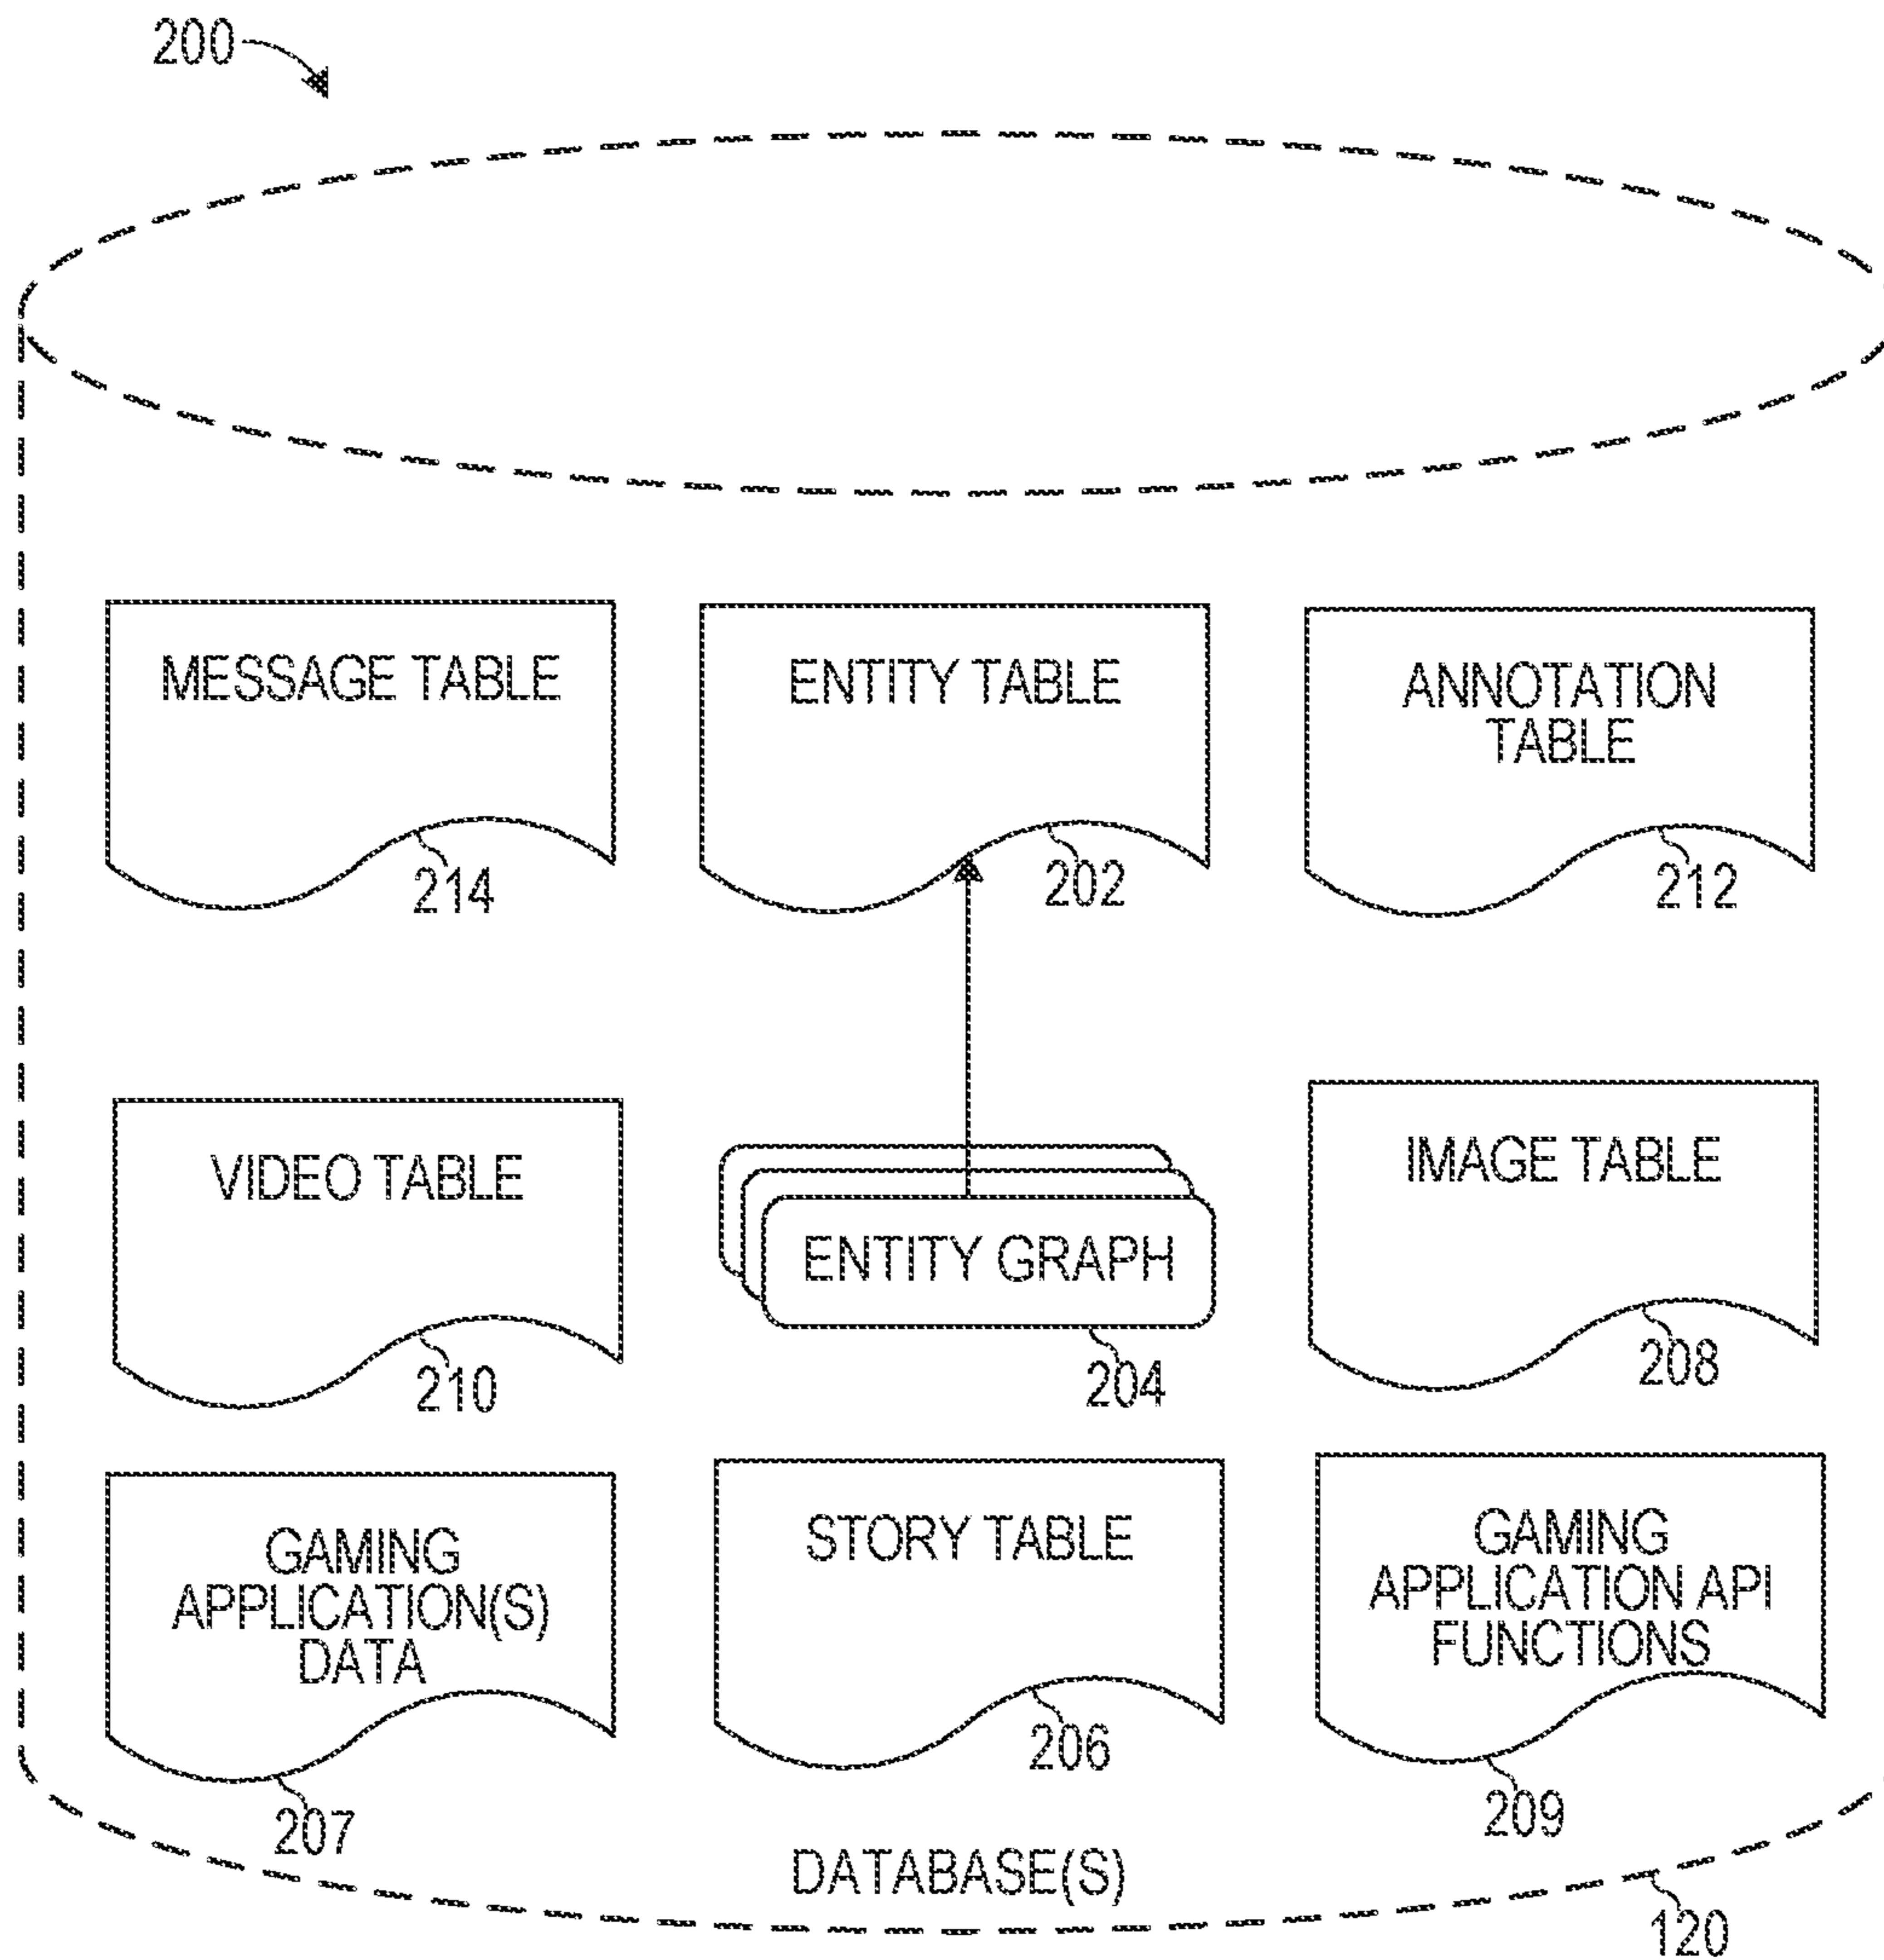 200
MESSAGE TABLE
214
ENTITY TABLE
202
ANNOTATION
TABLE
212
VIDEO TABLE
210
ENTITY GRAPH
204
IMAGE TABLE
208
GAMING
APPLICATION(S)
DATA
207
STORY TABLE
206
GAMING
APPLICATION API
FUNCTIONS
209
DATABASE(S)
120